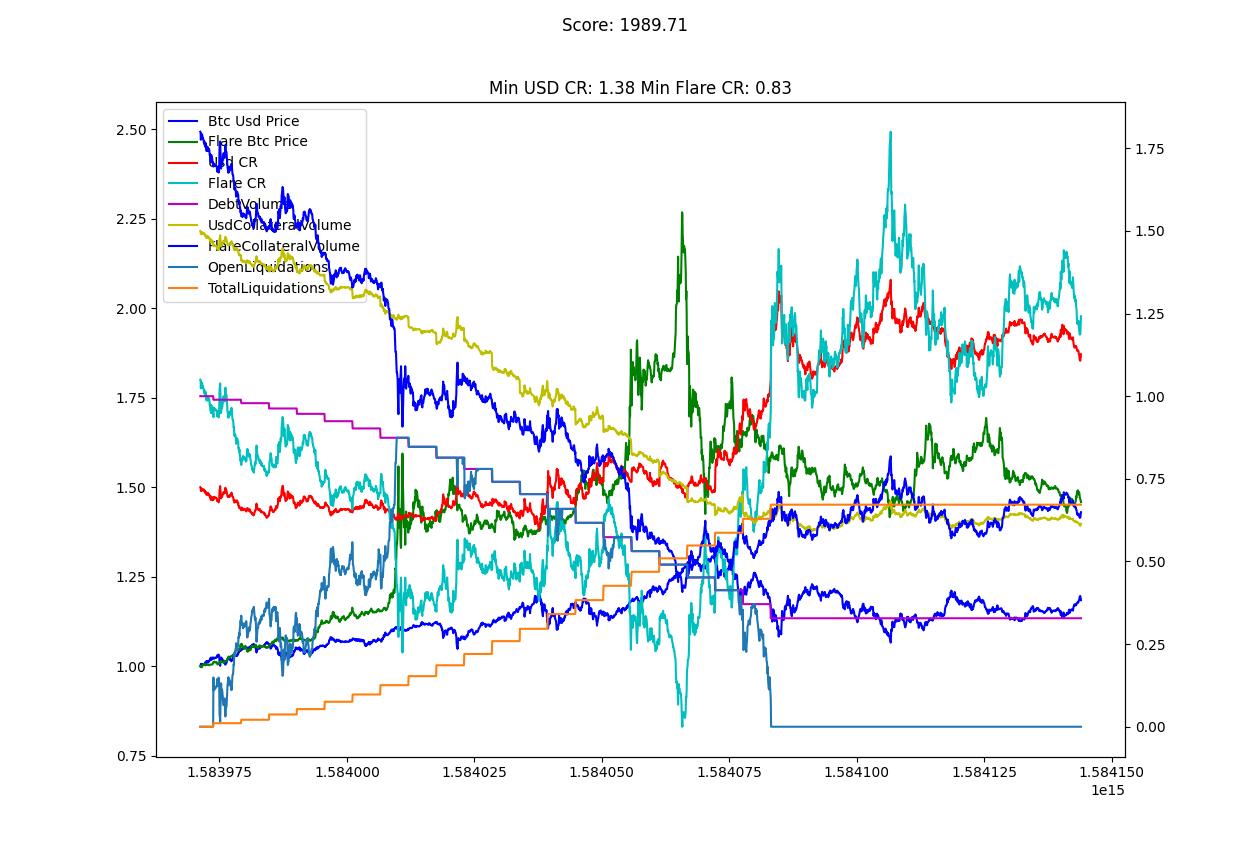 Score: 1989.71
Min USD CR: 1.38 Min Flare CR: 0.83
Btc Usd Price
Flare Btc Price
Usd CR
Flare CR
DebtVolume
UsdCollateralVolume
FlareCollateralVolume
OpenLiquidations
TotalLiquidations
2.50
2.25
2.00
1.75
1.50
1.25
1.00
0.75
1.75
1.50
1.25
1.00
0.75
0.50
0.25
0.00
1.583975 1.584000 1.584025 1.584050 1.584075 1.584100 1.584125 1.584150
1e15